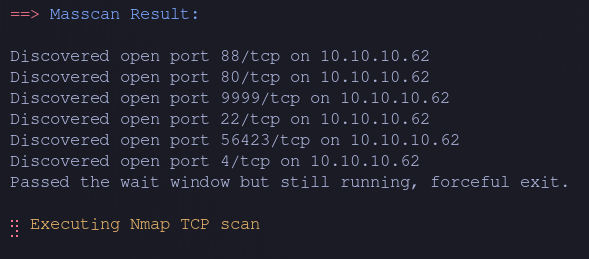 ==> Masscan Result:
Discovered open port 88/tcp on 10.10.10.62
Discovered open port 80/tcp on 10.10.10.62
Discovered open port 9999/tcp on 10.10.10.62
Discovered open port 22/tcp on 10.10.10.62
Discovered open port 56423/tcp on 10.10.10.62
Discovered open port 4/tcp on 10.10.10.62
Passed the wait window but still running, forceful exit.
Executing Nmap TCP scan